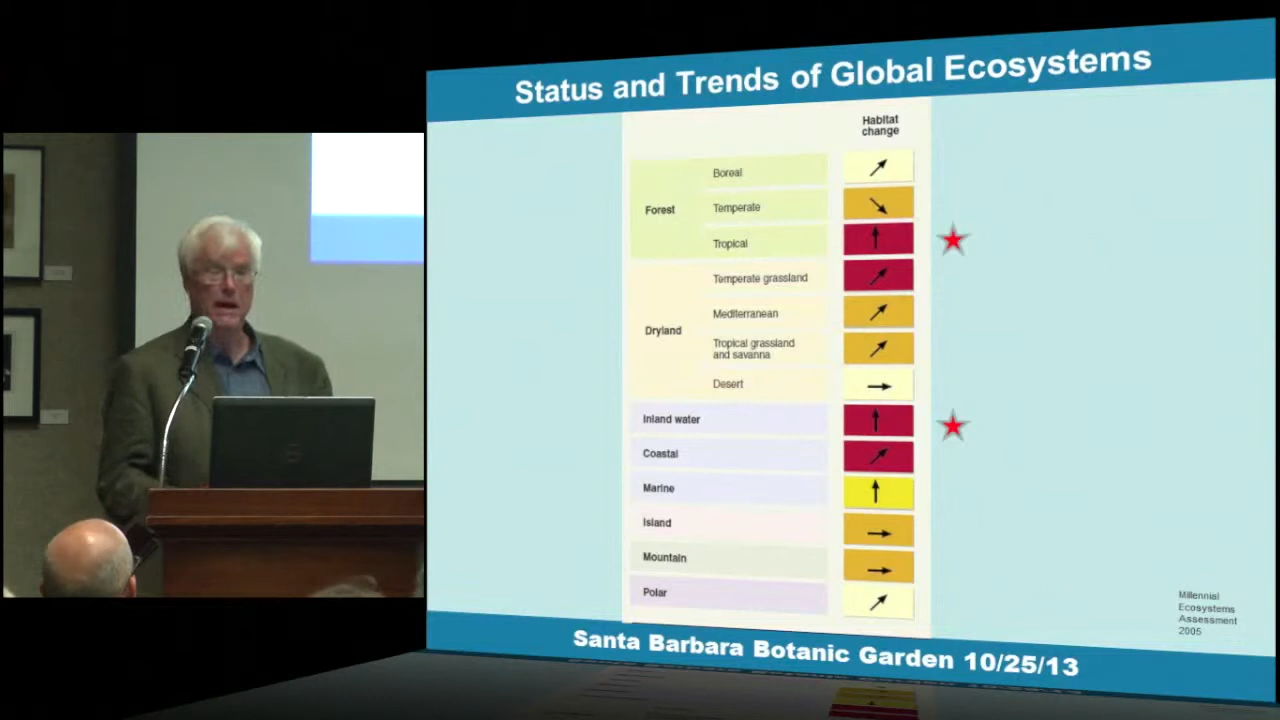 Status and Trends of Global Ecosystems
Habitat
change
Forest
Boreal
Temperate
Tropical
Dryland
Temperate grassland
Mediterranean
Tropical grassland
and savanna
Desert
Inland water
Coastal
Marine
Island
Mountain
Polar
Millennial
Ecosystems
Assessment
2005
Santa Barbara Botanic Garden 10/25/13